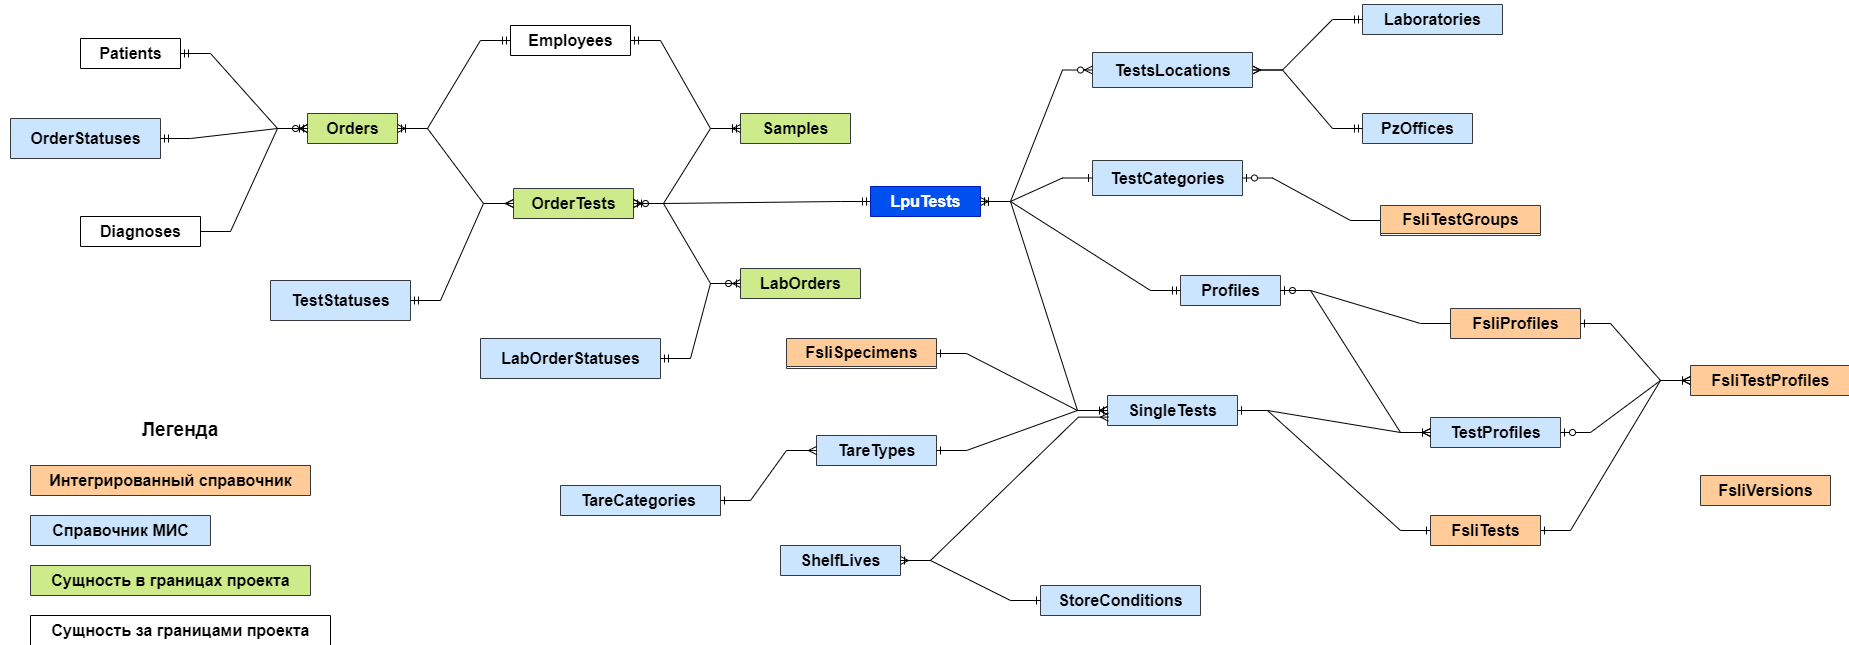 Laboratories
Employees
Patients
TestsLocations
OrderStatuses
Orders
Samples
PzOffices
TestCategories
OrderTests
LpuTests
FsliTestGroups
Diagnoses
TestStatuses
LabOrders
Profiles
FsliProfiles
LabOrderStatuses
FsliSpecimens
FsliTestProfiles
SingleTests
TestProfiles
Легенда
TareTypes
Интегрированный справочник
TareCategories
FsliVersions
Справочник МИС
FsliTests
ShelfLives
Сущность в границах проекта
StoreConditions
Сущность за границами проекта